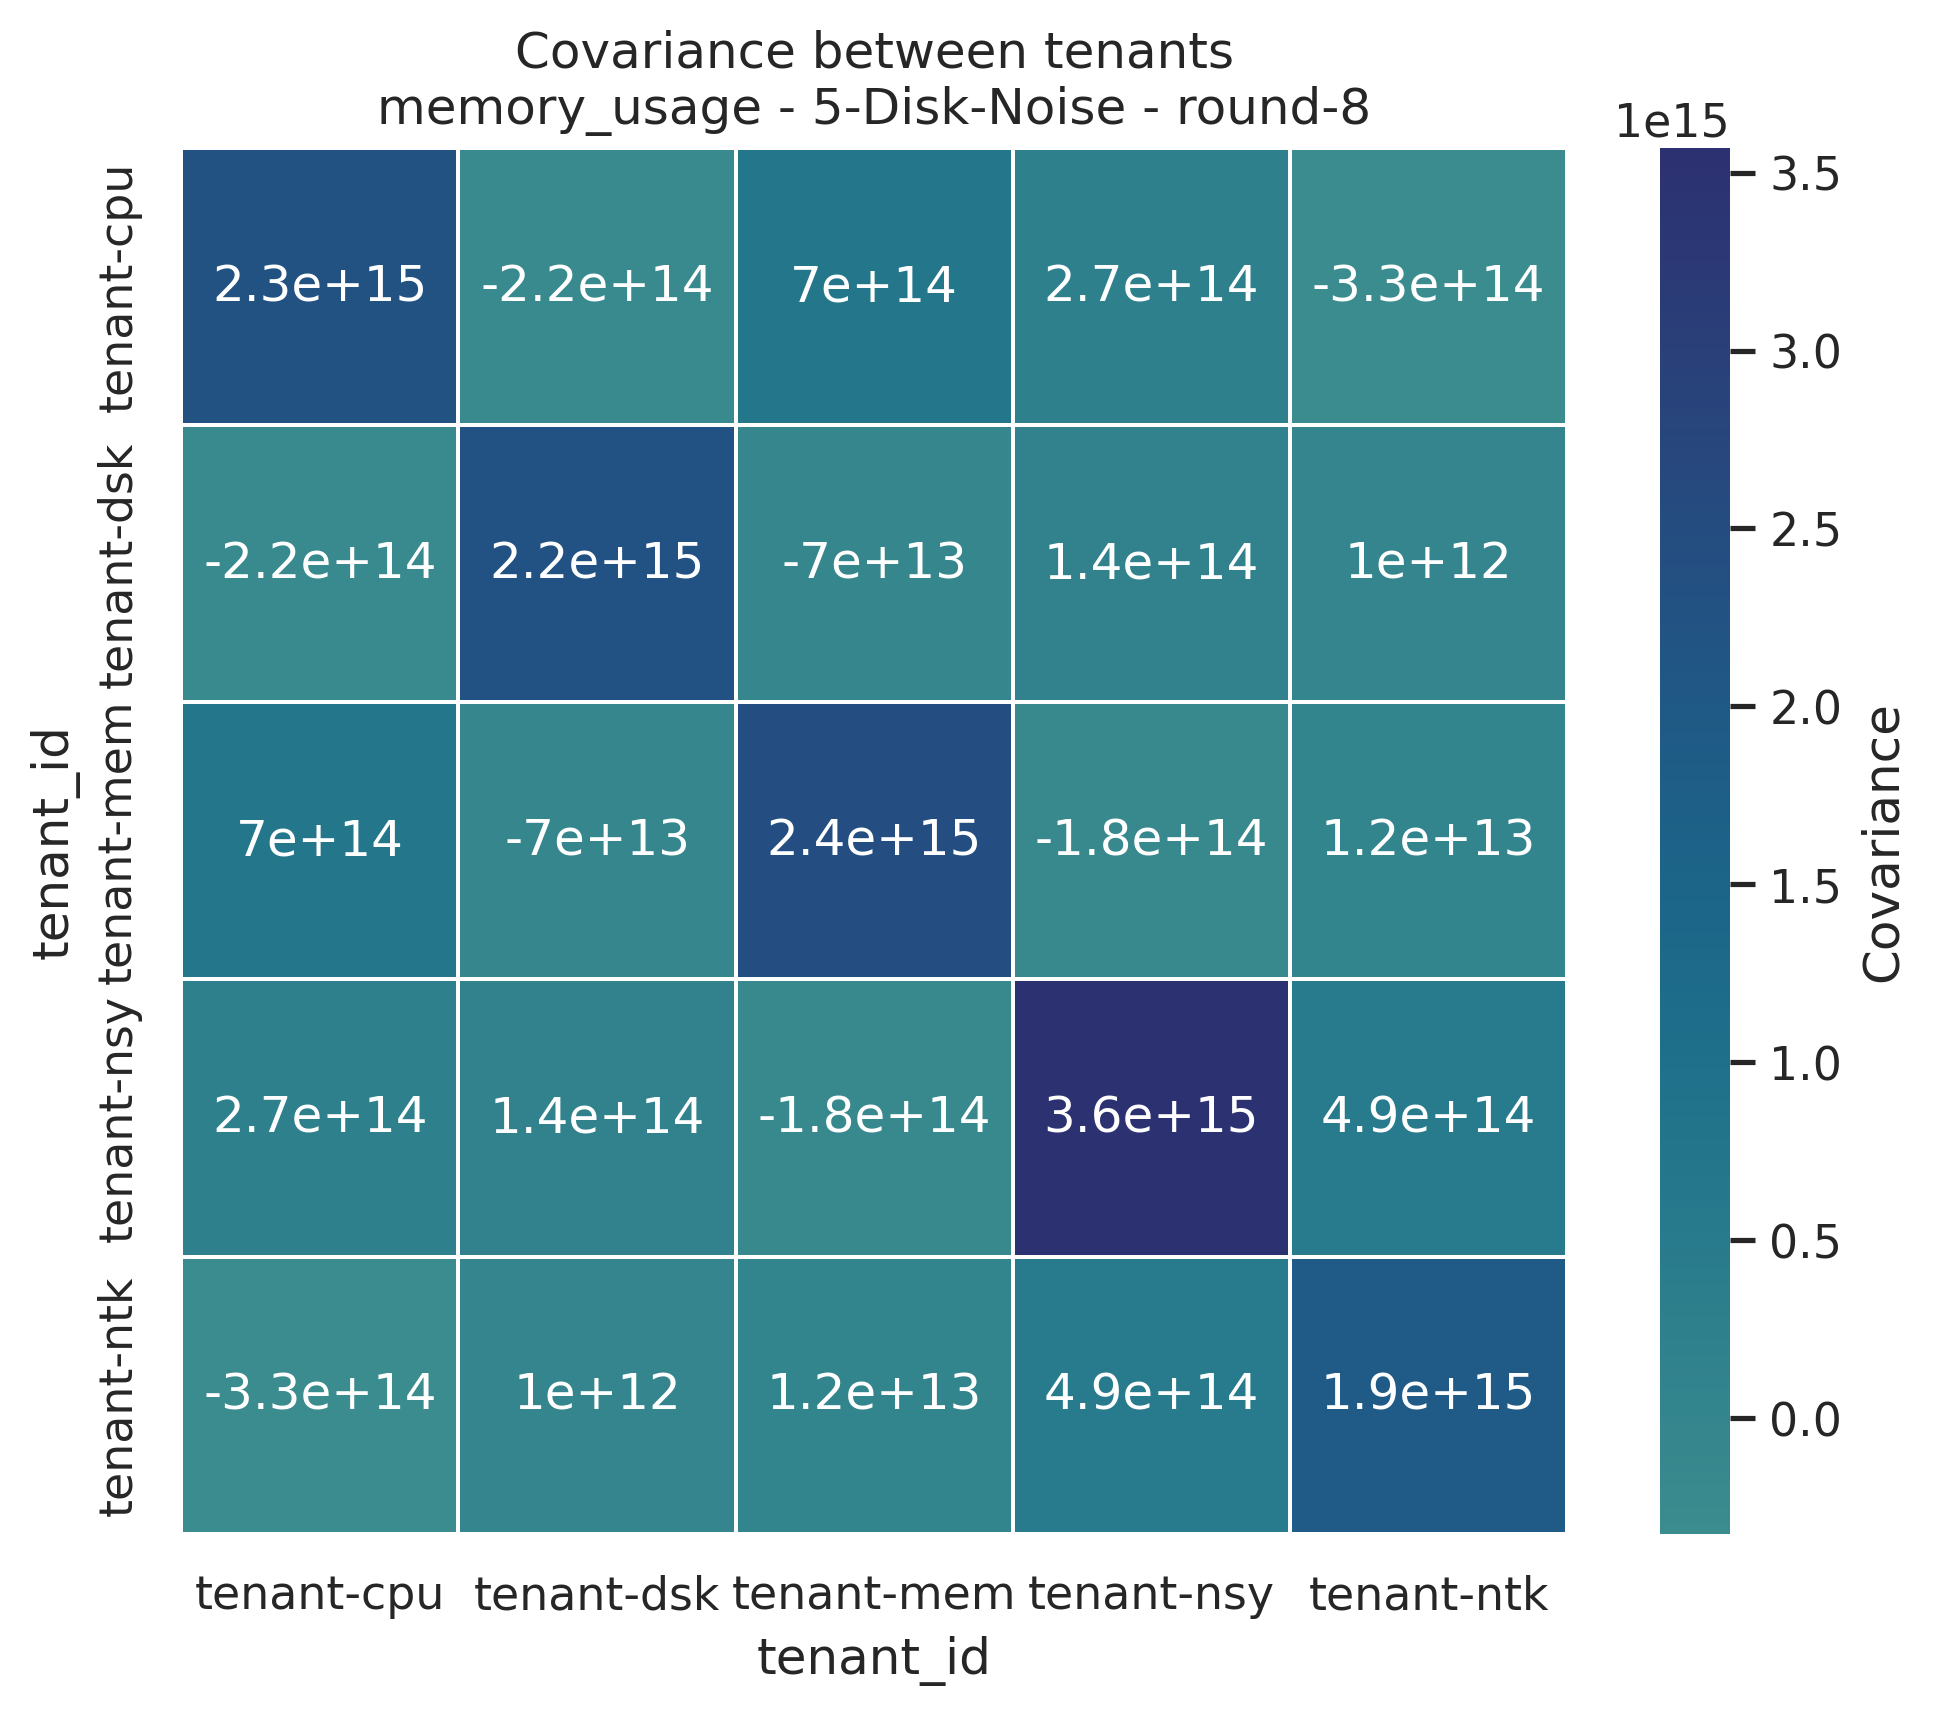 Covariance between tenants
memory_usage - 5-Disk-Noise - round-8
1e15
tenant_id
tenant-cpu
2.3e+15 -2.2e+14 7e+14 2.7e+14 -3.3e+14
tenant-dsk
-2.2e+14 2.2e+15 -7e+13 1.4e+14 1e+12
tenant-mem
7e+14 -7e+13 2.4e+15 -1.8e+14 1.2e+13
tenant-nsy
2.7e+14 1.4e+14 -1.8e+14 3.6e+15 4.9e+14
tenant-ntk
-3.3e+14 1e+12 1.2e+13 4.9e+14 1.9e+15
tenant-cpu tenant-dsk tenant-mem tenant-nsy tenant-ntk
tenant_id
3.5
3.0
2.5
2.0
1.5
1.0
0.5
0.0
Covariance